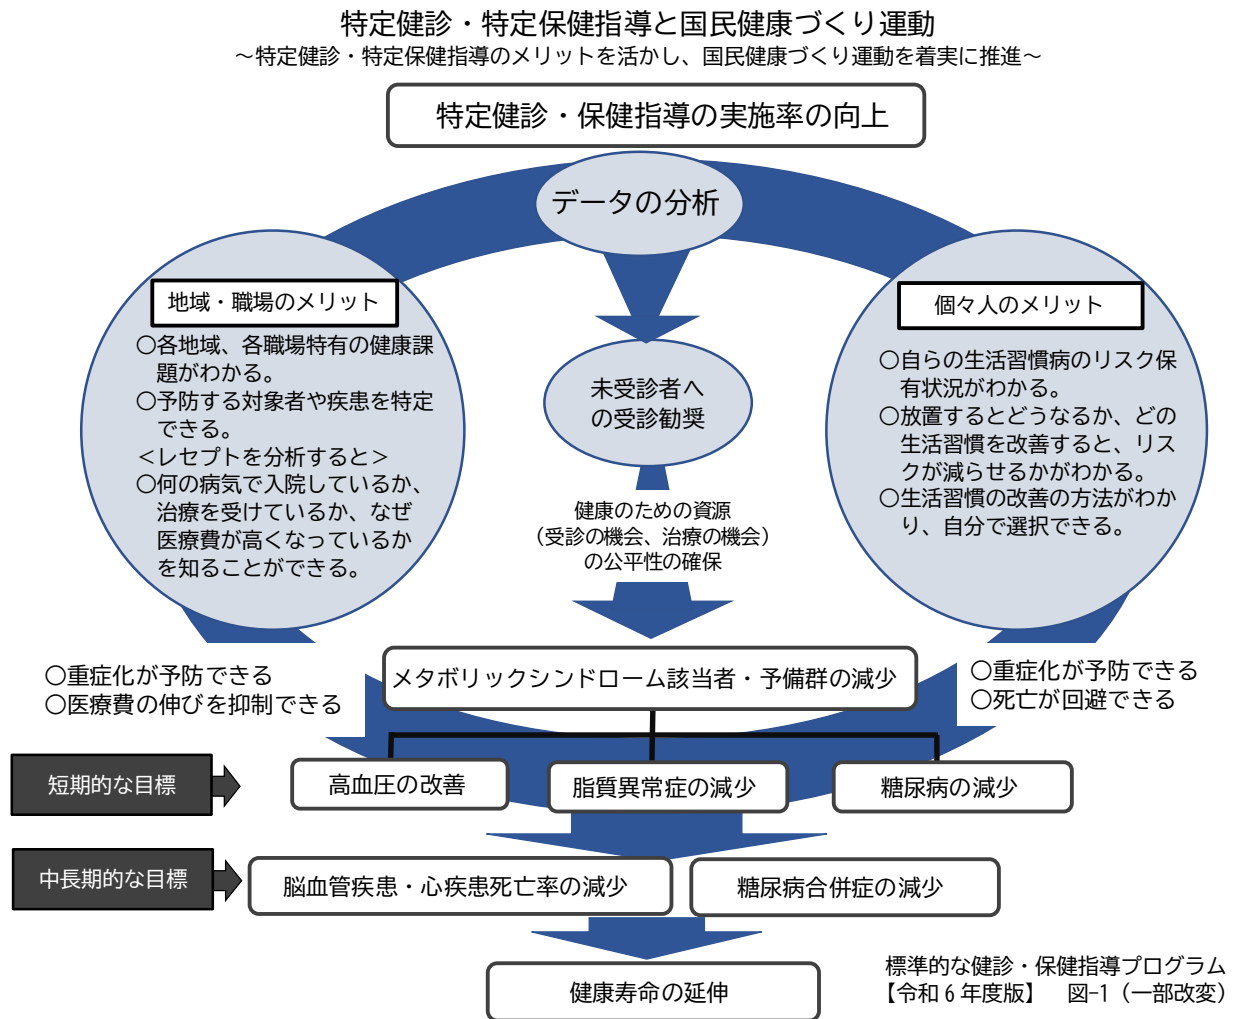 特定健診・特定保健指導と国民健康づくり運動
～特定健診・特定保健指導のメリットを活かし、国民健康づくり運動を着実に推進～
特定健診・保健指導の実施率の向上
データの分析
地域・職場のメリット
○各地域、各職場特有の健康課
題がわかる。
○予防する対象者や疾患を特定
できる。
<レセプトを分析すると>
○何の病気で入院しているか、
治療を受けているか、なぜ
医療費が高くなっているか
を知ることができる。
未受診者へ
の受診勧奨
健康のための資源
(受診の機会、治療の機会)
の公平性の確保
個々人のメリット
○自らの生活習慣病のリスク保
有状況がわかる。
○放置するとどうなるか、どの
生活習慣を改善すると、リス
クが減らせるかがわかる。
○生活習慣の改善の方法がわか
り、自分で選択できる。
○重症化が予防できる
○医療費の伸びを抑制できる
メタボリックシンドローム該当者・予備群の減少
○重症化が予防できる
○死亡が回避できる
短期的な目標
高血圧の改善
脂質異常症の減少
糖尿病の減少
中長期的な目標
脳血管疾患・心疾患死亡率の減少
糖尿病合併症の減少
健康寿命の延伸
標準的な健診・保健指導プログラム
【令和6年度版】 図-1（一部改変）